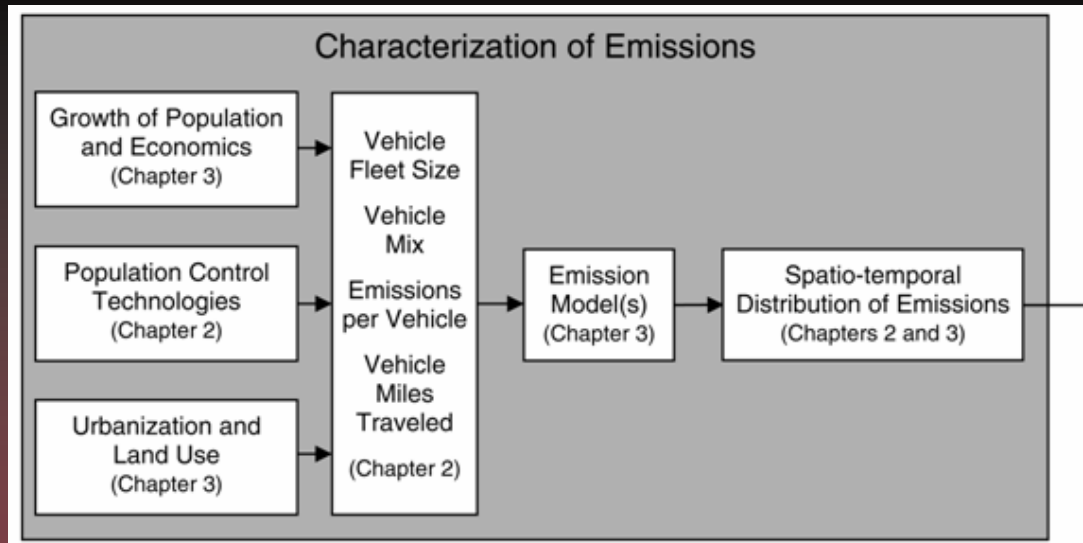 Characterization of Emissions
Growth of Population
and Economics
(Chapter 3)
Population Control
Technologies
(Chapter 2)
Urbanization and
Land Use
(Chapter 3)
Vehicle
Fleet Size
Vehicle
Mix
Emissions
per Vehicle
Vehicle
Miles
Traveled
(Chapter 2)
Emission
Model(s)
(Chapter 3)
Spatio-temporal
Distribution of Emissions
(Chapters 2 and 3)